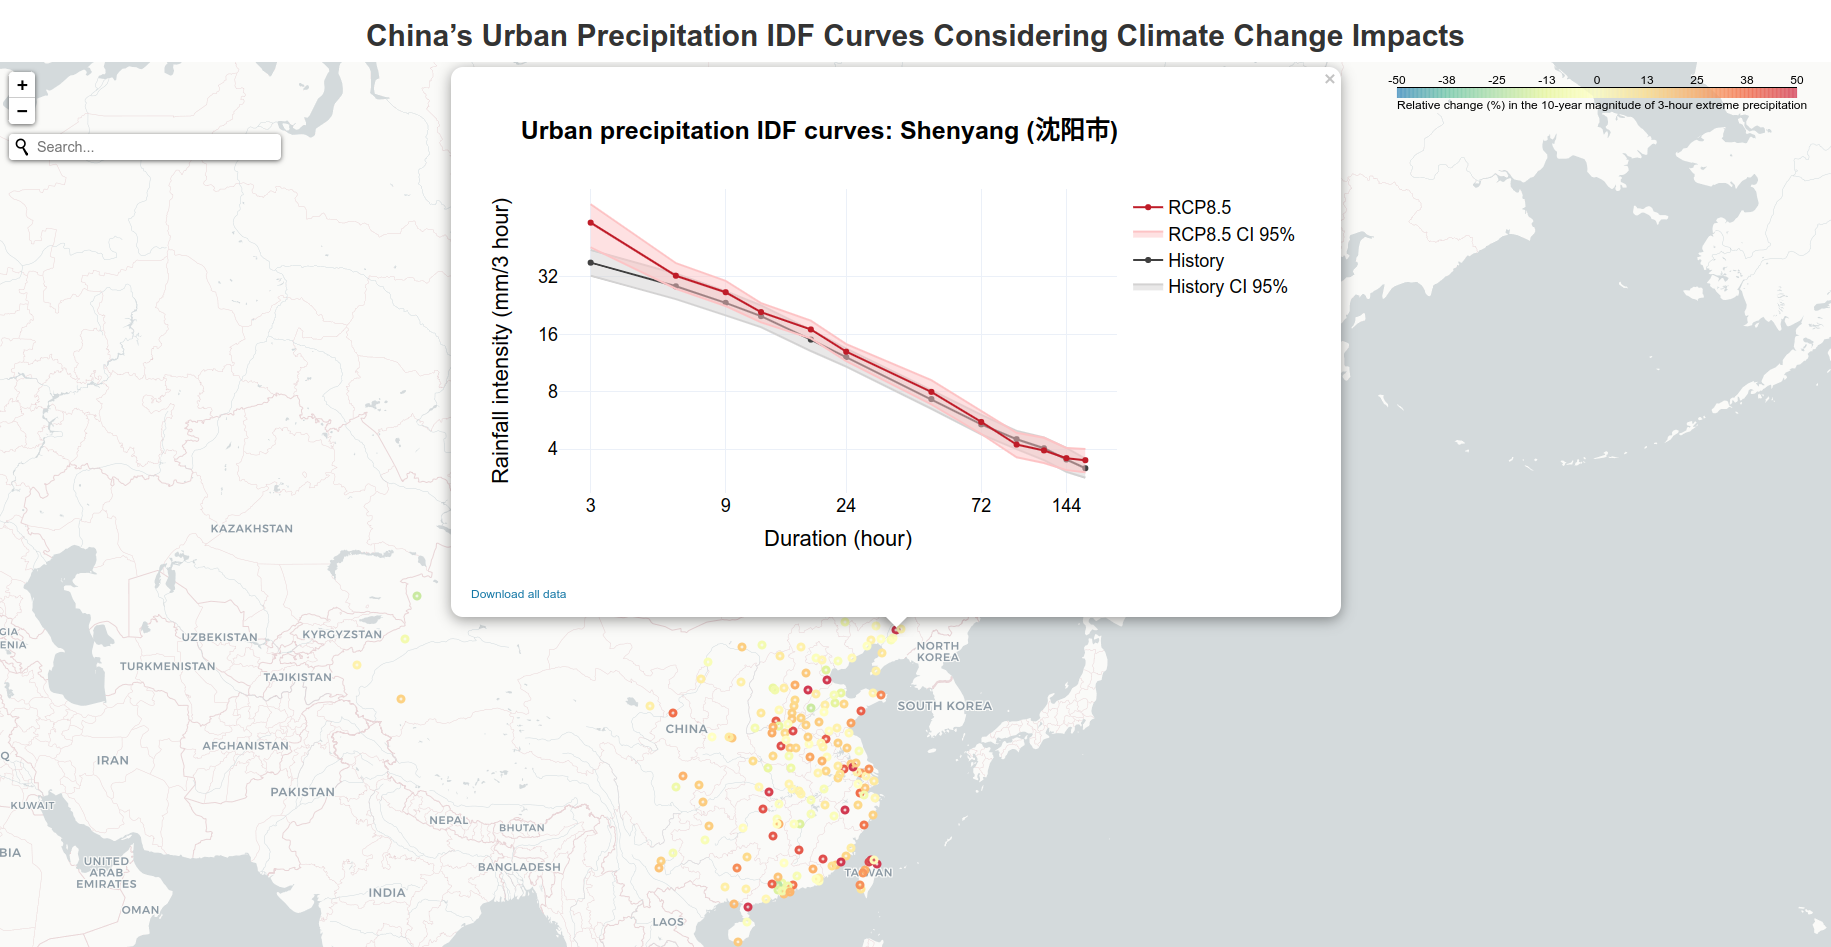 China’s Urban Precipitation IDF Curves Considering Climate Change Impacts
+
−
Search...
×
-50 -38 -25 -13 0 13 25 38 50
Relative change (%) in the 10-year magnitude of 3-hour extreme precipitation
Urban precipitation IDF curves: Shenyang (沈阳市)
Rainfall intensity (mm/3 hour)
32
16
8
4
3 9 24 72 144
Duration (hour)
RCP8.5
RCP8.5 CI 95%
History
History CI 95%
Download all data
KAZAKHSTAN
GIA
ENIA
UZBEKISTAN
KYRGYZSTAN
TURKMENISTAN
TAJIKISTAN
NORTH
KOREA
SOUTH KOREA
CHINA
AFGHANISTAN
Q
IRAN
PAKISTAN
KUWAIT
NEPAL
BHUTAN
BIA
UNITED
ARAB
EMIRATES
BANGLADESH
TAIWAN
INDIA
OMAN
LAOS